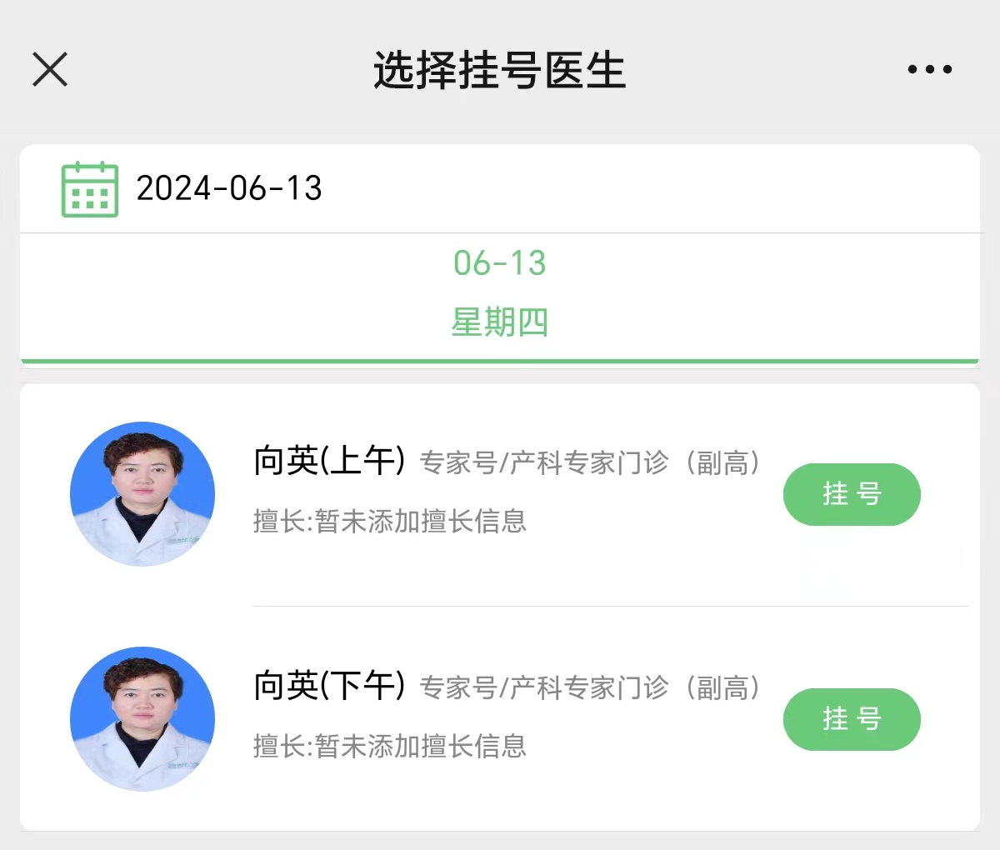 选择挂号医生
2024-06-13
06-13
星期四
向英(上午) 专家号/产科专家门诊（副高）
擅长:暂未添加擅长信息
挂号
向英(下午) 专家号/产科专家门诊（副高）
擅长:暂未添加擅长信息
挂号